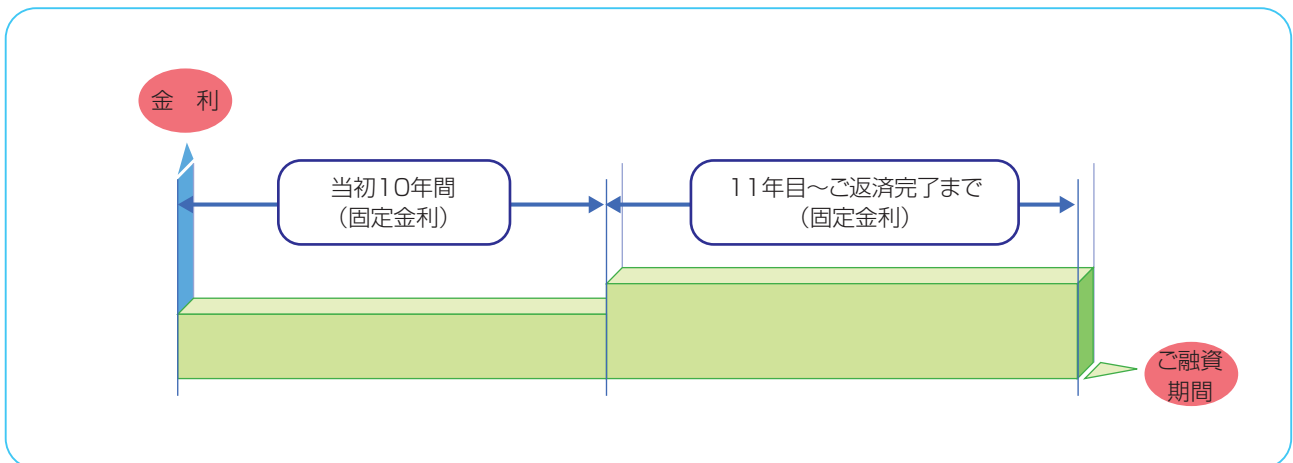 金　利
当初10年間
（固定金利）
11年目～ご返済完了まで
（固定金利）
ご融資
期間